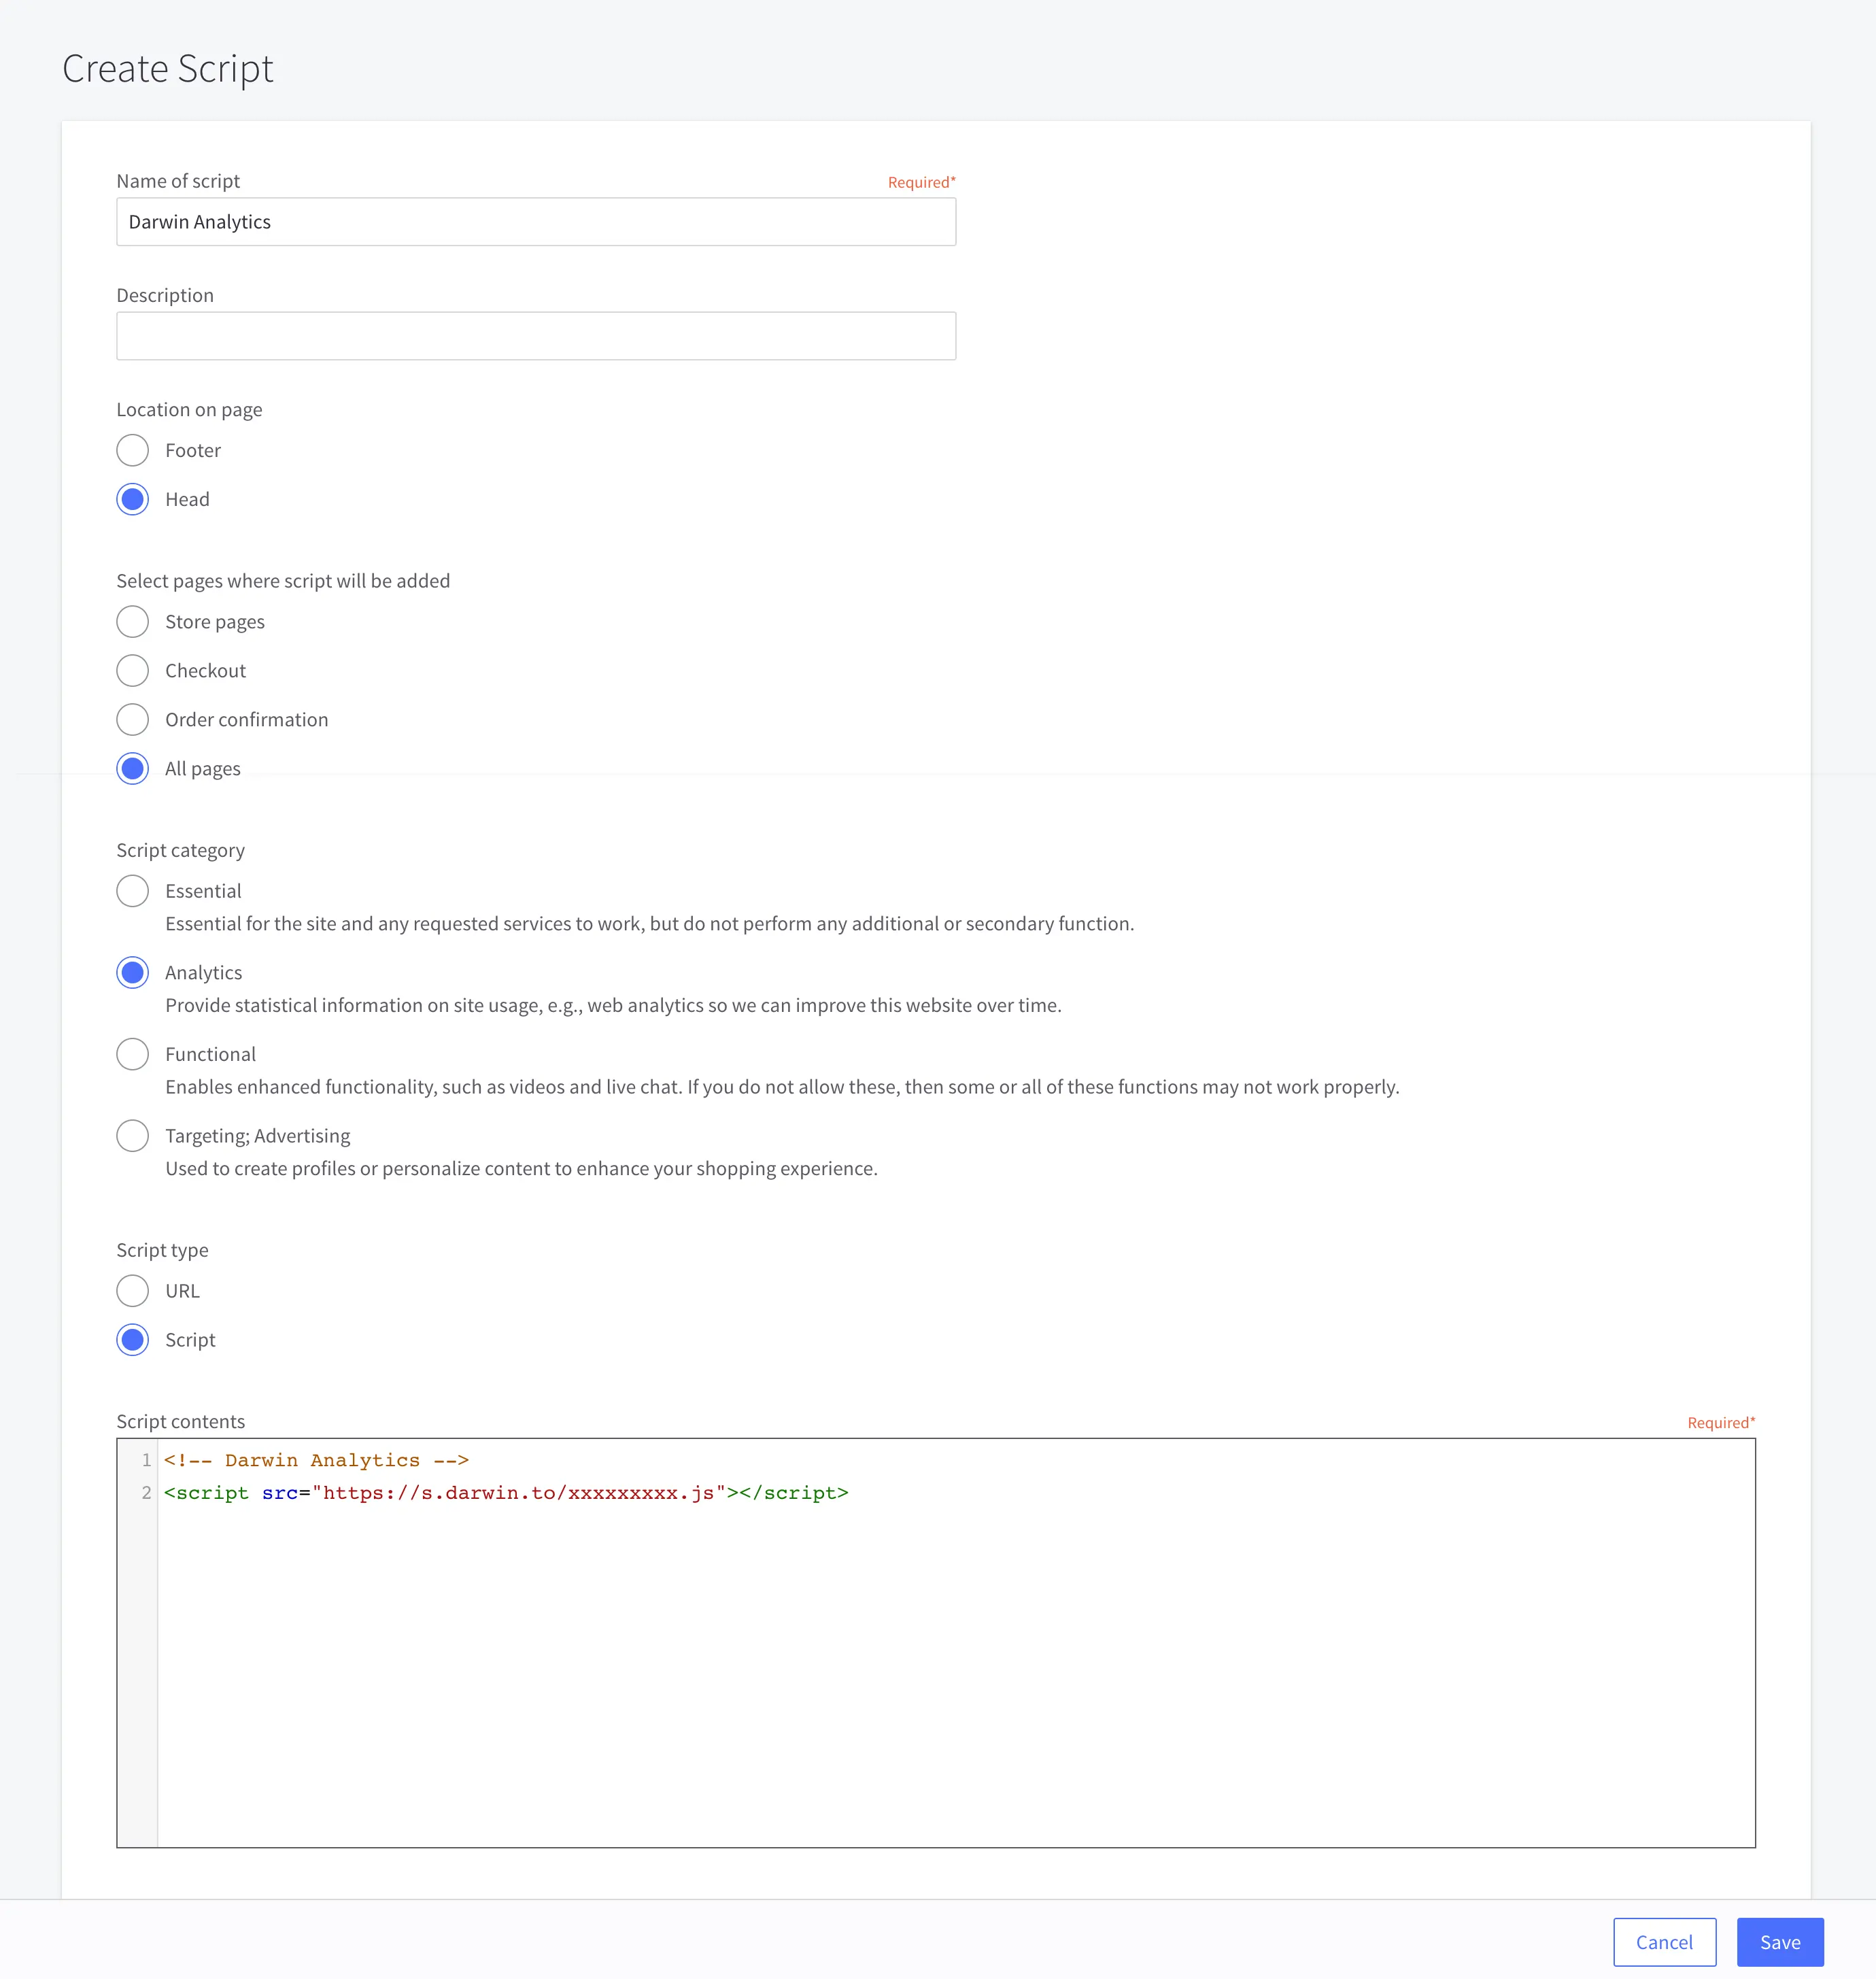 Create Script
Name of script
Required*
Darwin Analytics
Description
Location on page
Footer
Head
Select pages where script will be added
Store pages
Checkout
Order confirmation
All pages
Script category
Essential
Essential for the site and any requested services to work, but do not perform any additional or secondary function.
Analytics
Provide statistical information on site usage, e.g., web analytics so we can improve this website over time.
Functional
Enables enhanced functionality, such as videos and live chat. If you do not allow these, then some or all of these functions may not work properly.
Targeting; Advertising
Used to create profiles or personalize content to enhance your shopping experience.
Script type
URL
Script
Script contents
Required*
1 <!-- Darwin Analytics -->
2 <script src="https://s.darwin.to/xxxxxxxxx.js"></script>
Cancel
Save